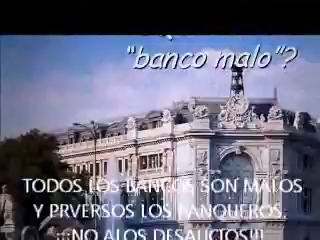 "banco malo"?
TODOS LOS BANCOS SON MALOS
Y PRVERSOS LOS BANQUEROS.
¡¡¡NO ALOS DESAUCIOS!!!